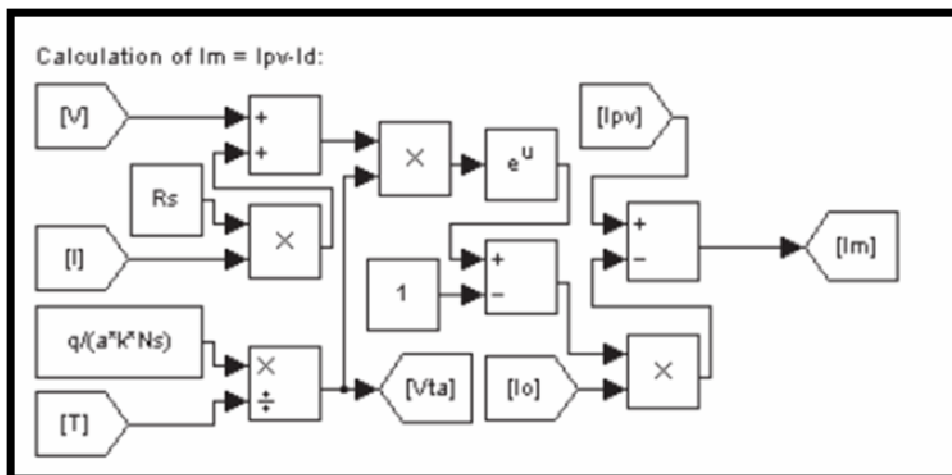 Calculation of Im = Ipv-Id:
[V]
+
+
×
e^u
[Ipv]
Rs
×
[I]
1
+
−
+
−
[Im]
q/(a*k*Ns)
×
÷
[T]
[Vta]
[Io]
×